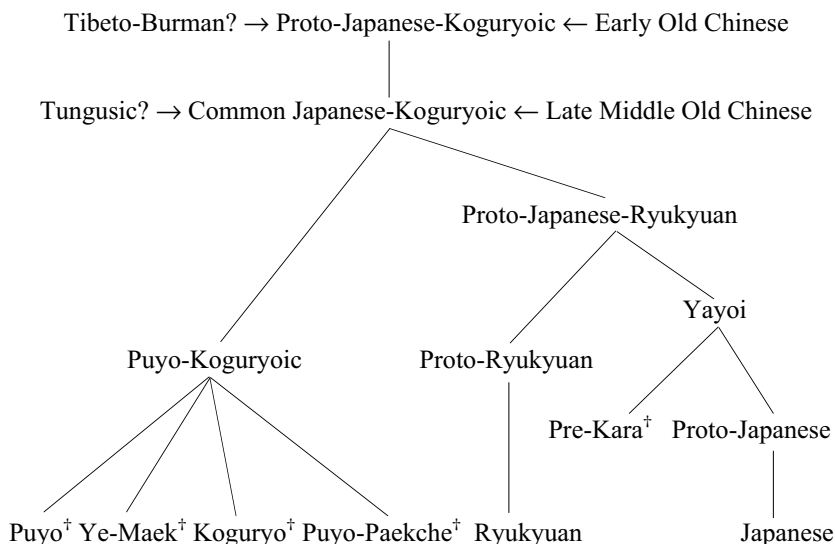 Tibeto-Burman? → Proto-Japanese-Koguryoic ← Early Old Chinese
Tungusic? → Common Japanese-Koguryoic ← Late Middle Old Chinese
Proto-Japanese-Ryukyuan
Yayoi
Puyo-Koguryoic Proto-Ryukyuan
Pre-Kara† Proto-Japanese
Puyo† Ye-Maek† Koguryo† Puyo-Paekche† Ryukyuan Japanese